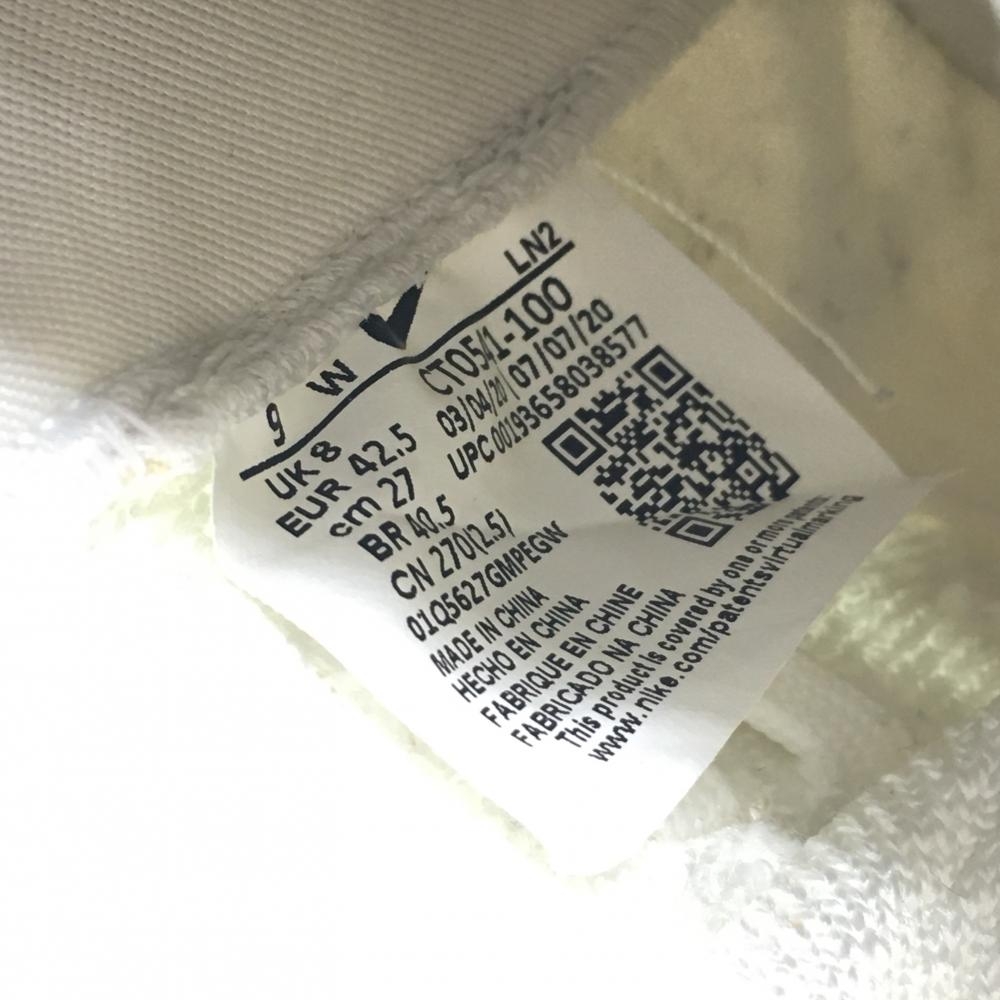 9 W LN2
UK 8
EUR 42.5
cm 27
BR 40.5
CN 270(2.5)
01Q5627GMPEGW
CT0541-100
03/04/20 07/07/20
UPC 00193658038577
MADE IN CHINA
HECHO EN CHINA
FABRIQUE EN CHINE
FABRICADO NA CHINA
This product is covered by one or more
www.nike.com/patentsvirtualmarking